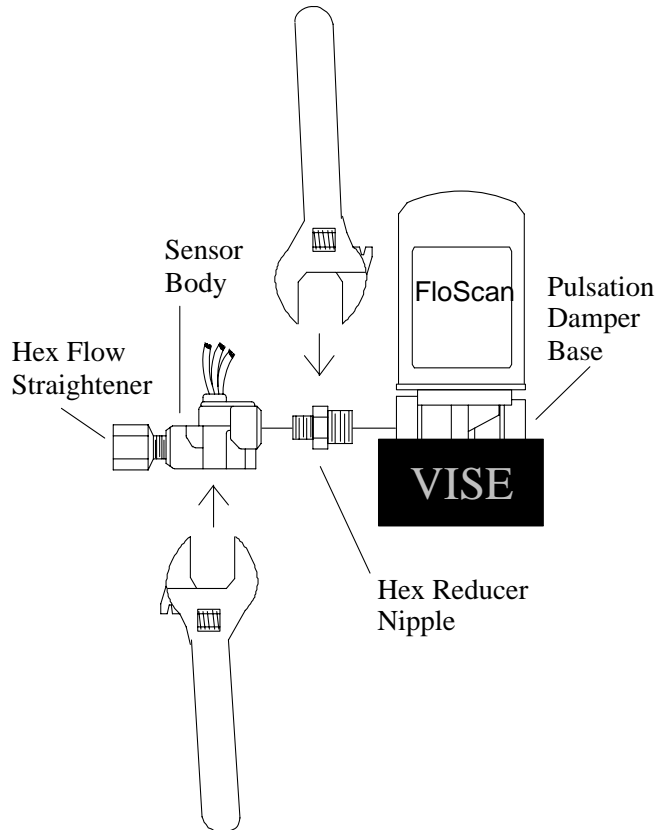 Sensor
Body
FloScan
Pulsation
Damper
Base
Hex Flow
Straightener
VISE
Hex Reducer
Nipple